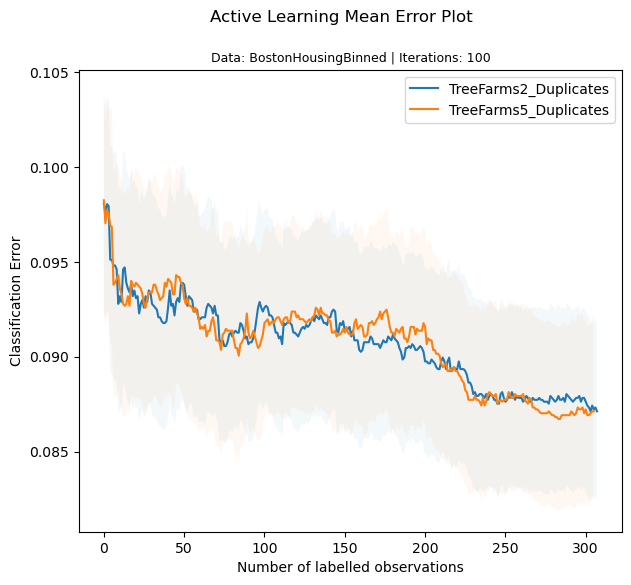 Active Learning Mean Error Plot
Data: BostonHousingBinned | Iterations: 100
TreeFarms2_Duplicates
TreeFarms5_Duplicates
Classification Error
0.105
0.100
0.095
0.090
0.085
0
50
100
150
200
250
300
Number of labelled observations